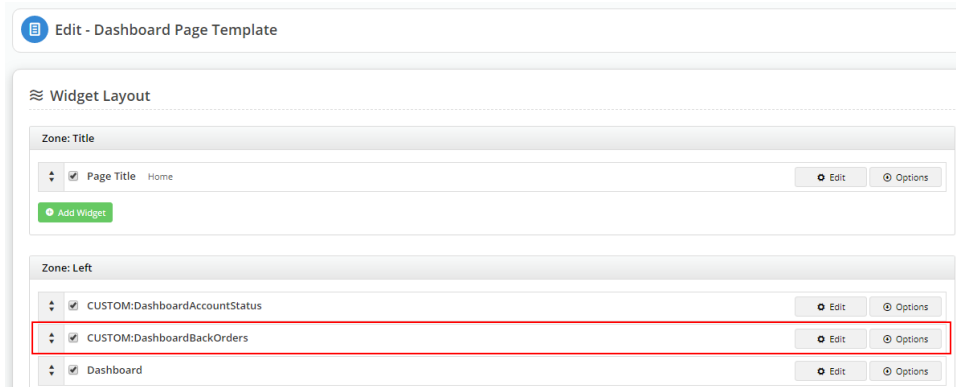 Edit - Dashboard Page Template
Widget Layout
Zone: Title
Page Title Home Edit Options
Add Widget
Zone: Left
CUSTOM:DashboardAccountStatus Edit Options
CUSTOM:DashboardBackOrders Edit Options
Dashboard Edit Options